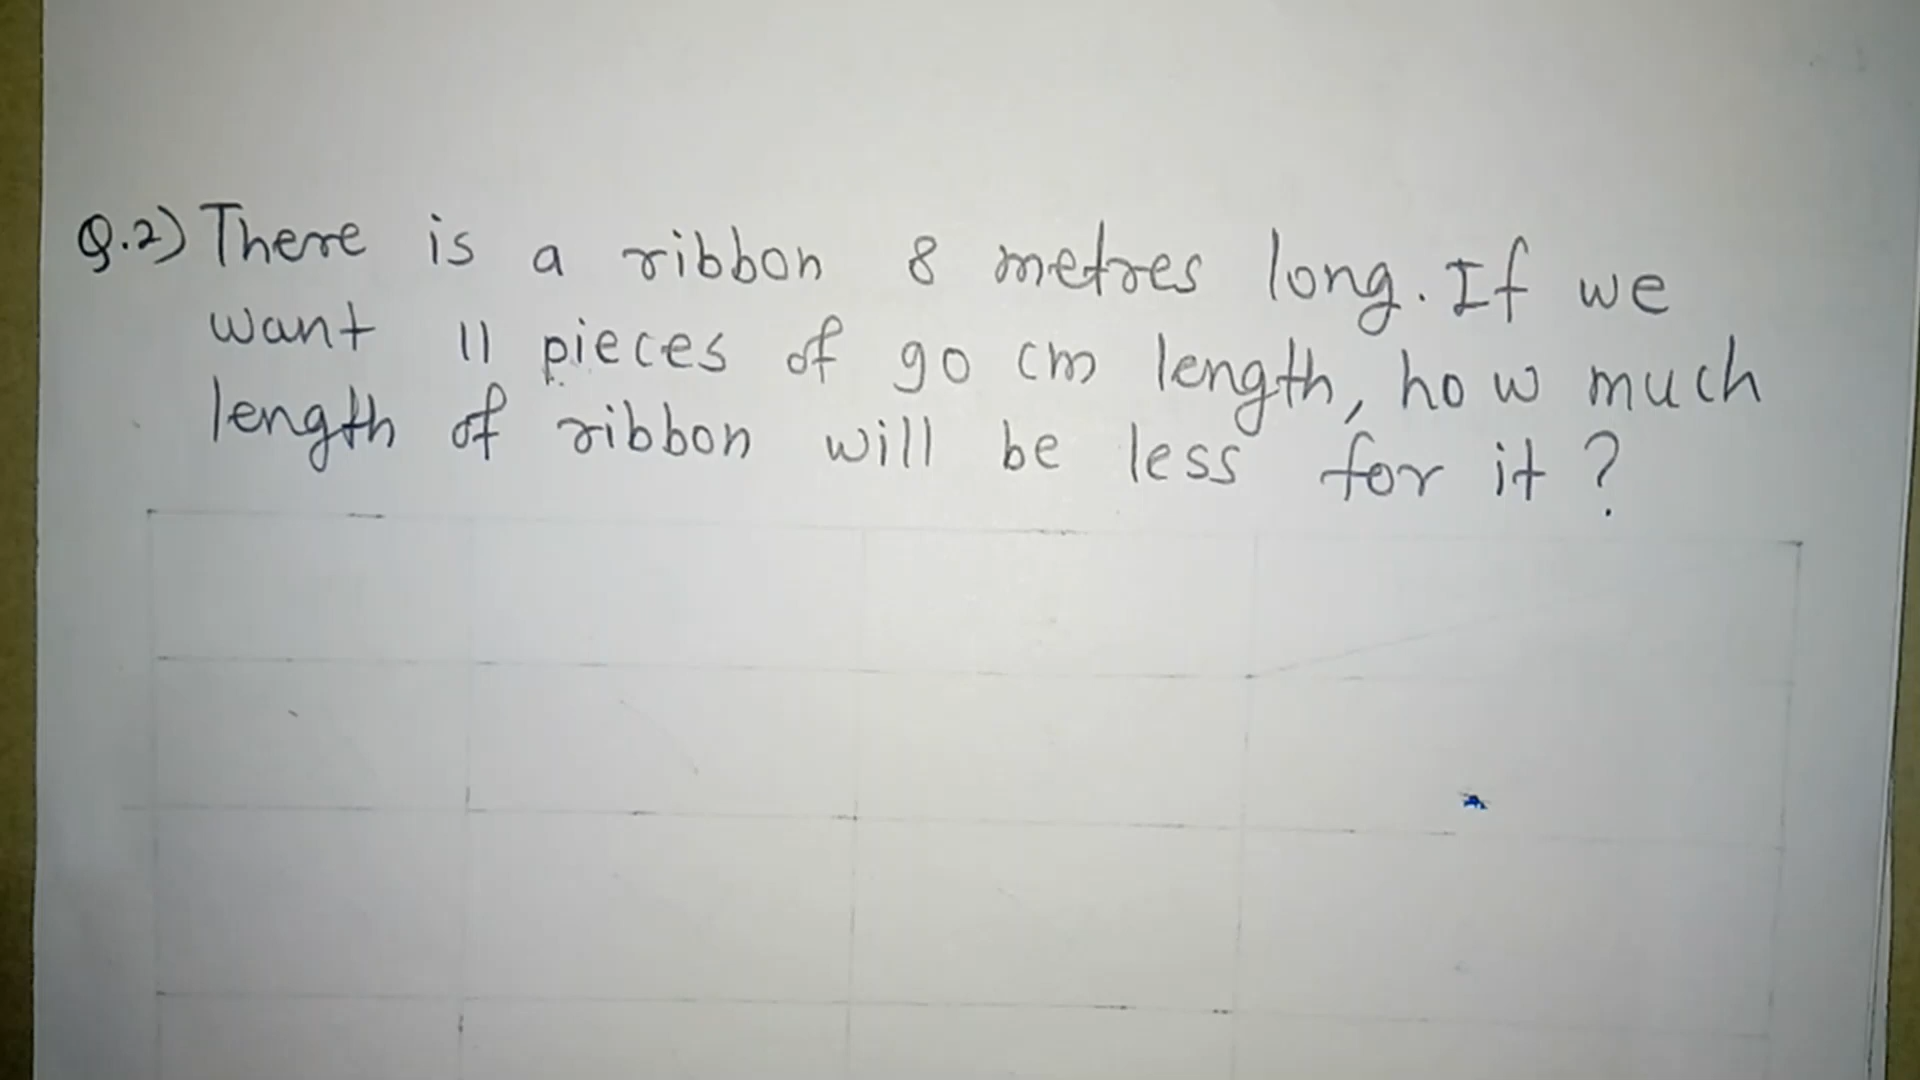 Q.2) There is a ribbon 8 metres long. If we
want 11 pieces of 90 cm length, how much
length of ribbon will be less for it ?